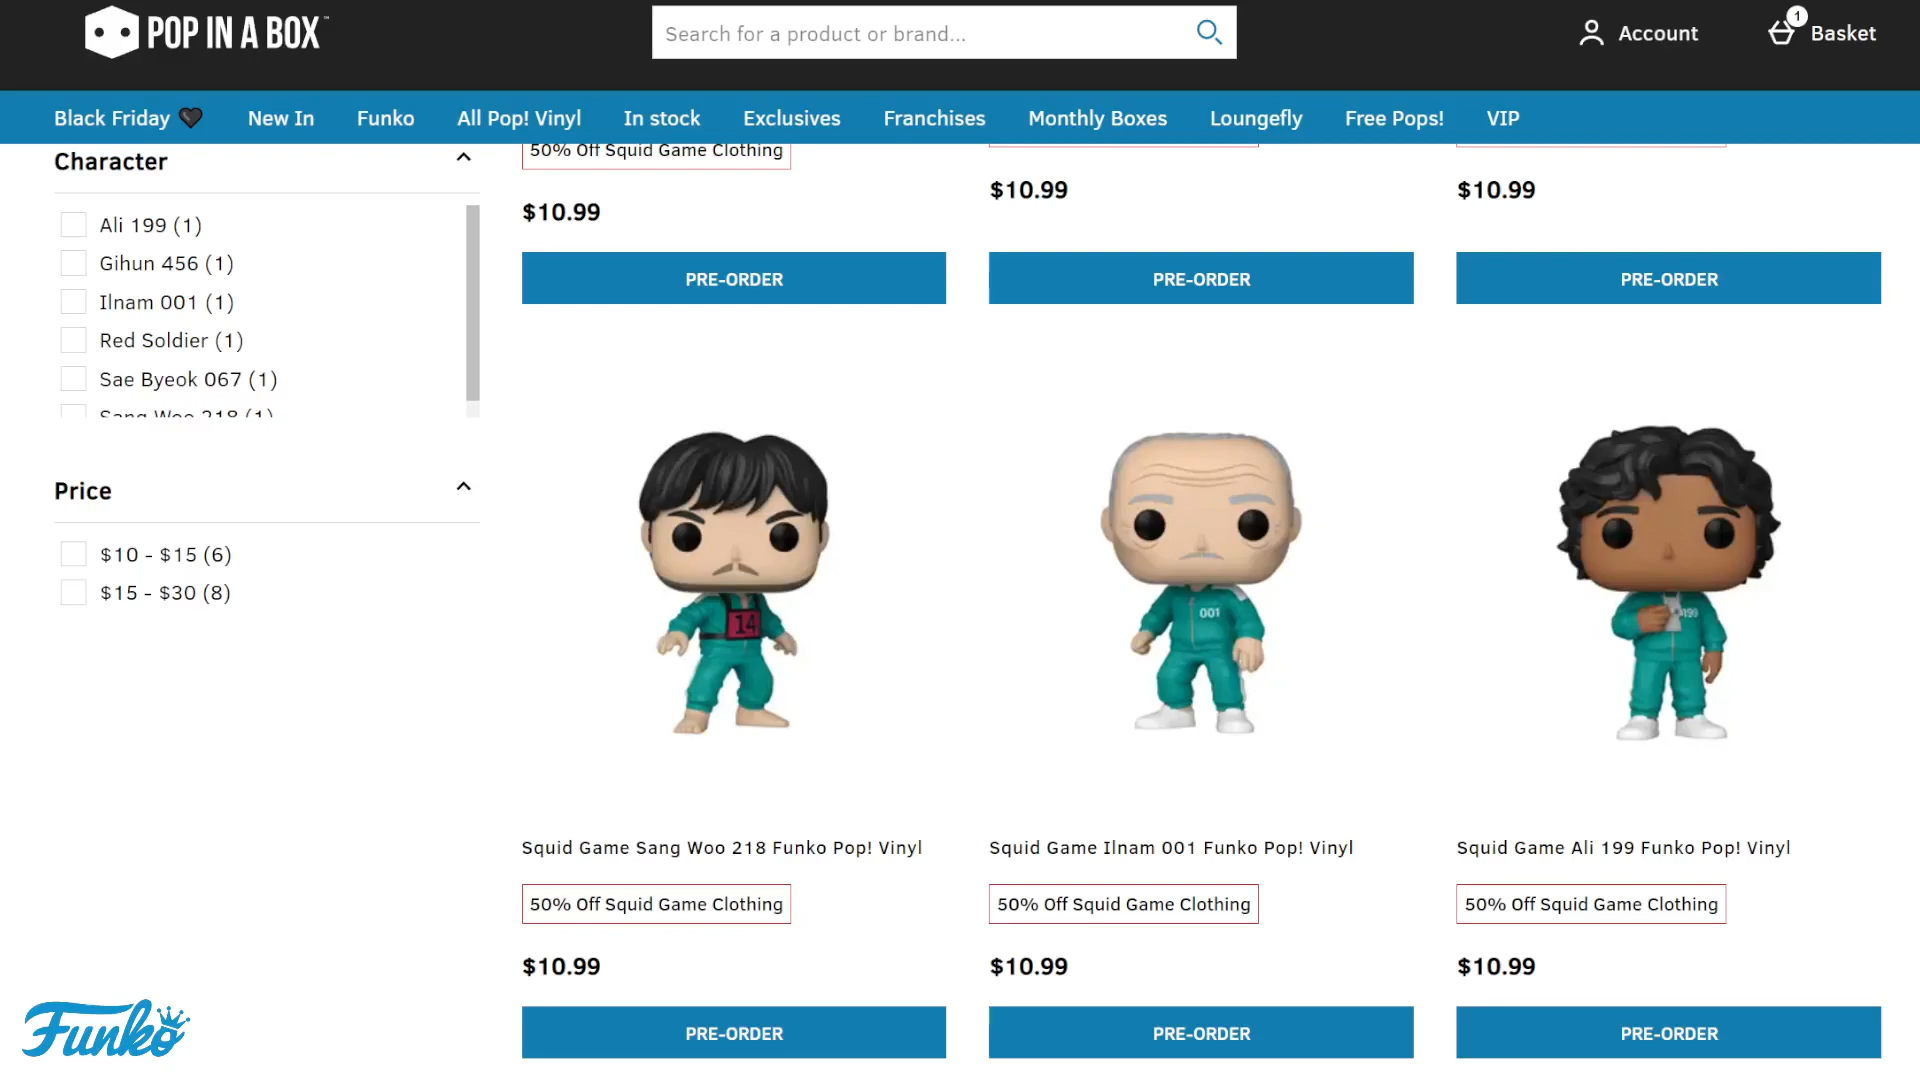 POP IN A BOX™
Search for a product or brand...
Account
1
Basket
Black Friday 🖤 New In Funko All Pop! Vinyl In stock Exclusives Franchises Monthly Boxes Loungefly Free Pops! VIP
Character
Ali 199 (1)
Gihun 456 (1)
Ilnam 001 (1)
Red Soldier (1)
Sae Byeok 067 (1)
Sang Woo 218 (1)
Price
$10 - $15 (6)
$15 - $30 (8)
50% Off Squid Game Clothing
$10.99
$10.99
$10.99
PRE-ORDER
PRE-ORDER
PRE-ORDER
14
001
199
Squid Game Sang Woo 218 Funko Pop! Vinyl
50% Off Squid Game Clothing
$10.99
PRE-ORDER
Squid Game Ilnam 001 Funko Pop! Vinyl
50% Off Squid Game Clothing
$10.99
PRE-ORDER
Squid Game Ali 199 Funko Pop! Vinyl
50% Off Squid Game Clothing
$10.99
PRE-ORDER
Funko